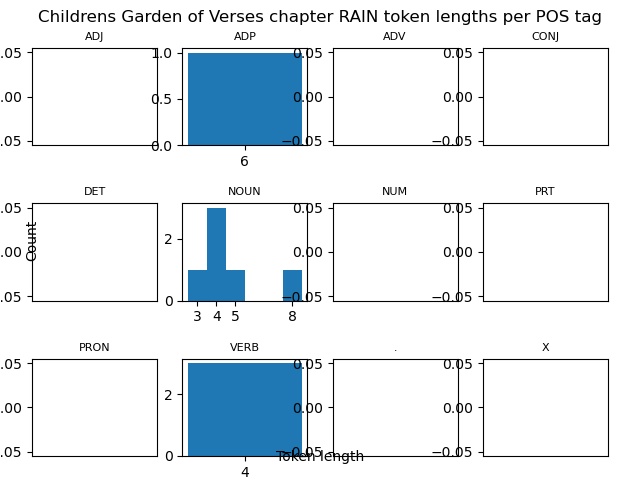 Childrens Garden of Verses chapter RAIN token lengths per POS tag
ADJ ADP ADV CONJ
.05 1.0 0.05 0.05
.00 0.5 0.00 0.00
.05 0.0 −0.05 −0.05
6
DET NOUN NUM PRT
.05 2 0.05 0.05
Count
.00 0.00 0.00
.05 0 −0.05 −0.05
3 4 5 8
PRON VERB . X
.05 2 0.05 0.05
.00 0.00 0.00
.05 0 −0.05 −0.05
4
Token length